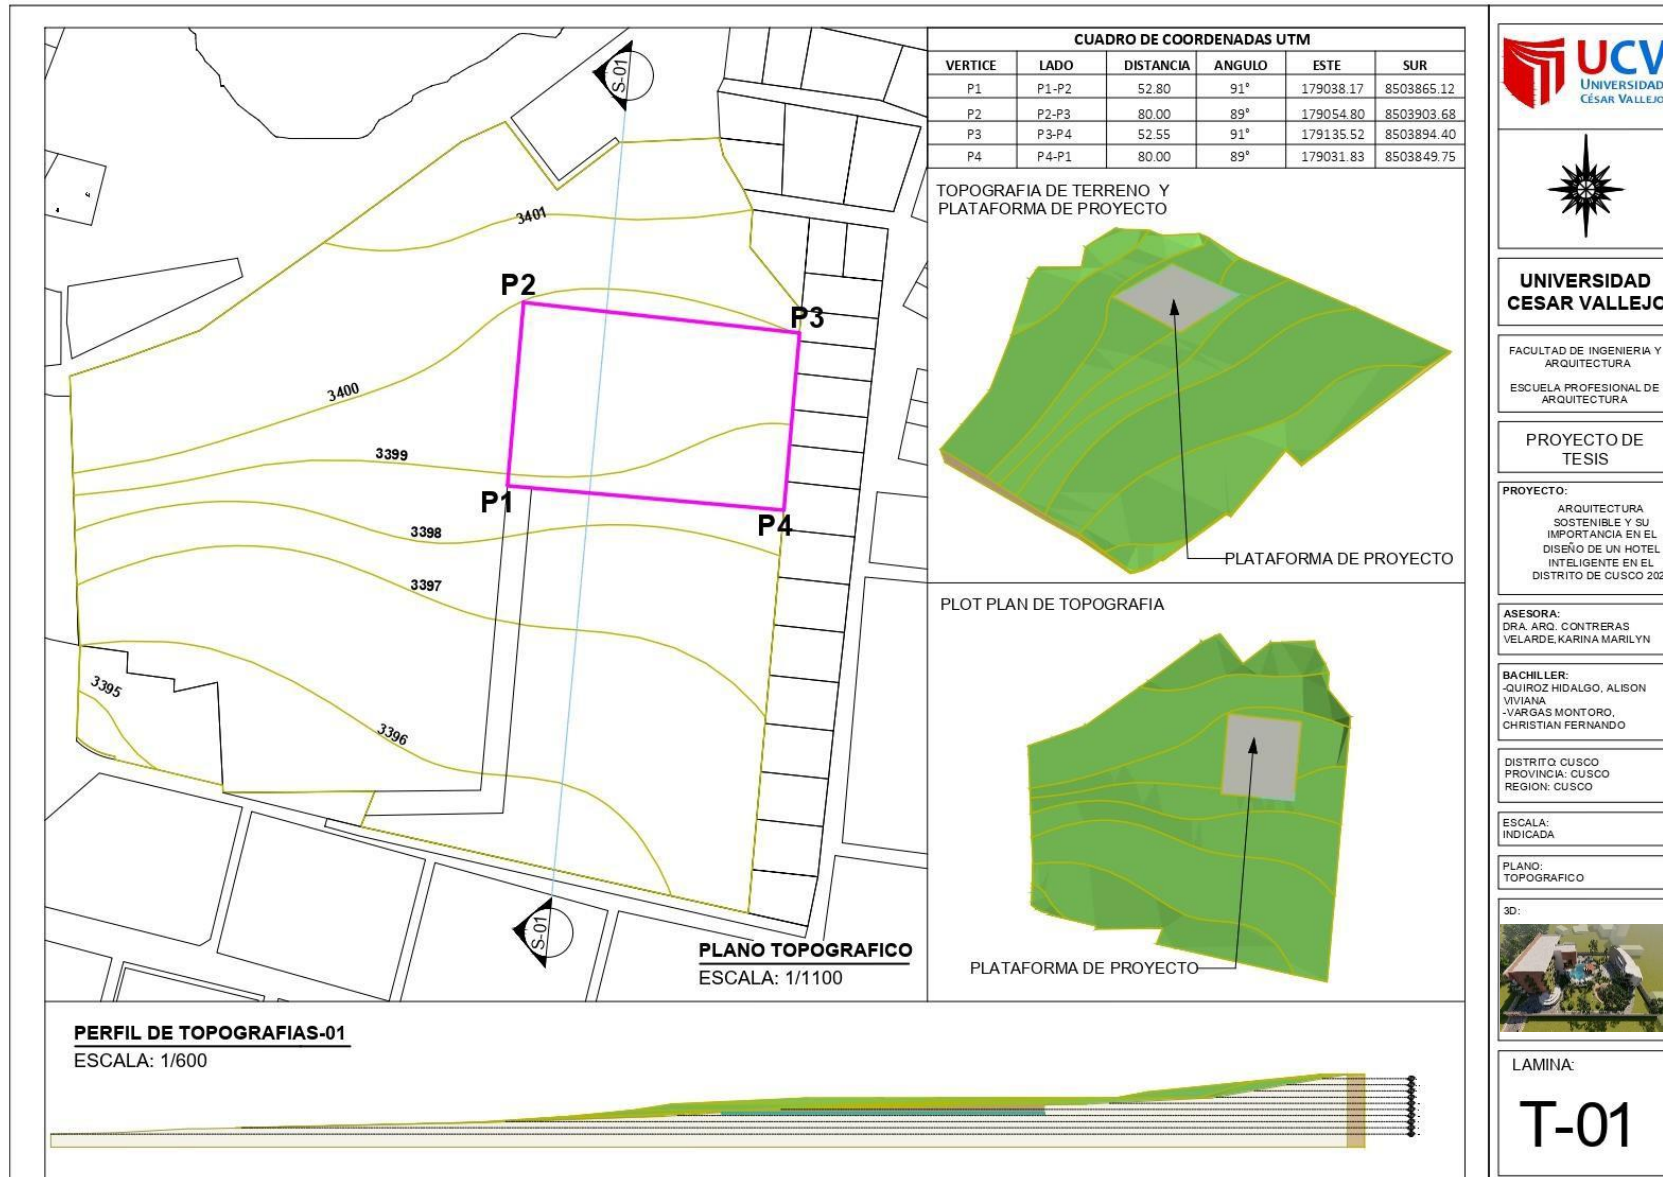 S-01
3401
P2
P3
3400
3399
P1
P4
3398
3397
3395
3396
S-01
PLANO TOPOGRAFICO
ESCALA: 1/1100
CUADRO DE COORDENADAS UTM
VERTICE LADO DISTANCIA ANGULO ESTE SUR
P1 P1-P2 52.80 91° 179038.17 8503865.12
P2 P2-P3 80.00 89° 179054.80 8503903.68
P3 P3-P4 52.55 91° 179135.52 8503894.40
P4 P4-P1 80.00 89° 179031.83 8503849.75
TOPOGRAFIA DE TERRENO Y
PLATAFORMA DE PROYECTO
PLATAFORMA DE PROYECTO
PLOT PLAN DE TOPOGRAFIA
PLATAFORMA DE PROYECTO
PERFIL DE TOPOGRAFIAS-01
ESCALA: 1/600
UCV
UNIVERSIDAD
CÉSAR VALLEJO
UNIVERSIDAD
CESAR VALLEJO
FACULTAD DE INGENIERIA Y
ARQUITECTURA
ESCUELA PROFESIONAL DE
ARQUITECTURA
PROYECTO DE
TESIS
PROYECTO:
ARQUITECTURA
SOSTENIBLE Y SU
IMPORTANCIA EN EL
DISEÑO DE UN HOTEL
INTELIGENTE EN EL
DISTRITO DE CUSCO 202
ASESORA:
DRA. ARQ. CONTRERAS
VELARDE,KARINA MARILYN
BACHILLER:
-QUIROZ HIDALGO, ALISON
VIVIANA
-VARGAS MONTORO,
CHRISTIAN FERNANDO
DISTRITO: CUSCO
PROVINCIA: CUSCO
REGION: CUSCO
ESCALA:
INDICADA
PLANO:
TOPOGRAFICO
3D:
LAMINA:
T-01